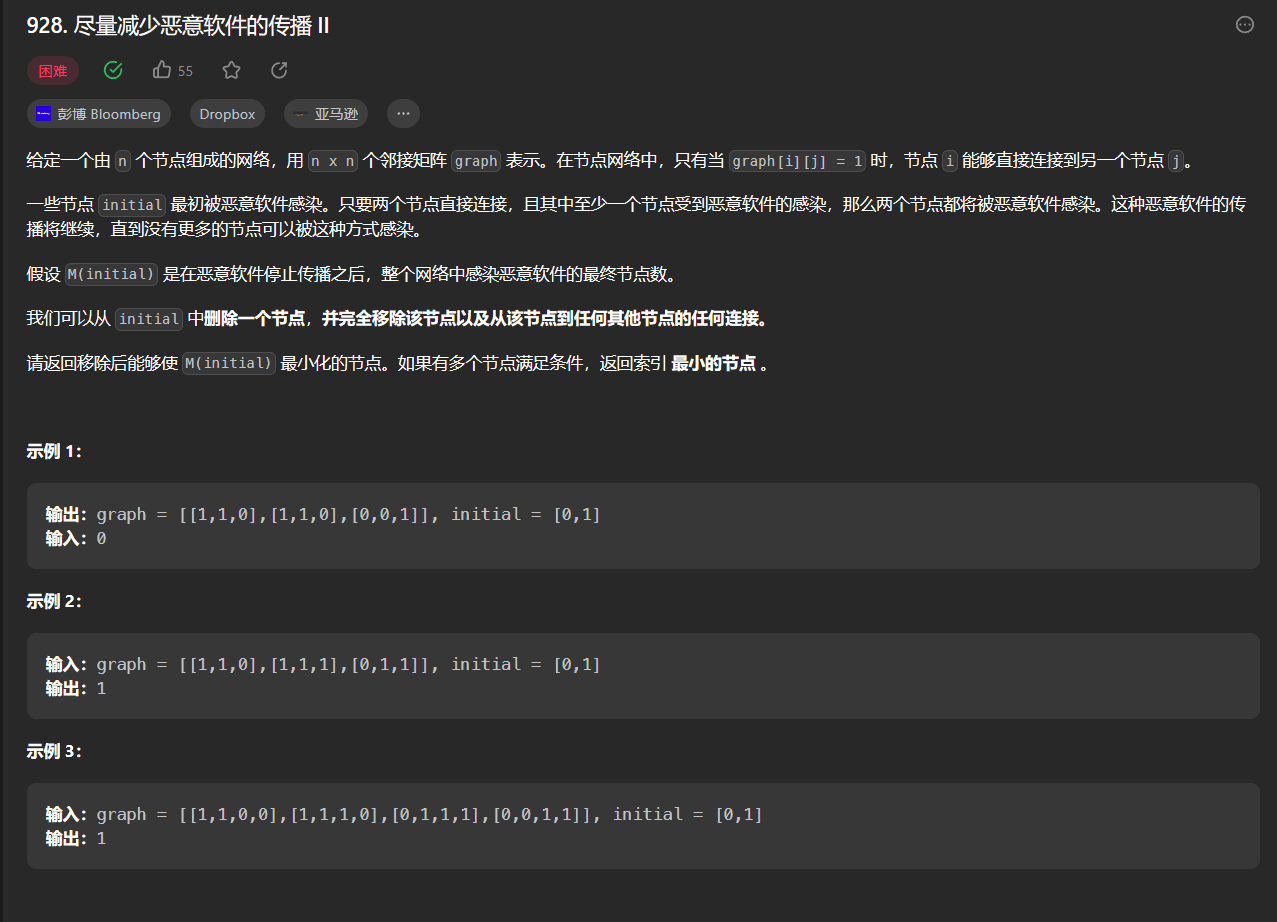 928. 尽量减少恶意软件的传播 II
困难 55
彭博 Bloomberg Dropbox 亚马逊 ···
给定一个由 n 个节点组成的网络，用 n x n 个邻接矩阵 graph 表示。在节点网络中，只有当 graph[i][j] = 1 时，节点 i 能够直接连接到另一个节点 j。
一些节点 initial 最初被恶意软件感染。只要两个节点直接连接，且其中至少一个节点受到恶意软件的感染，那么两个节点都将被恶意软件感染。这种恶意软件的传
播将继续，直到没有更多的节点可以被这种方式感染。
假设 M(initial) 是在恶意软件停止传播之后，整个网络中感染恶意软件的最终节点数。
我们可以从 initial 中删除一个节点，并完全移除该节点以及从该节点到任何其他节点的任何连接。
请返回移除后能够使 M(initial) 最小化的节点。如果有多个节点满足条件，返回索引 最小的节点 。
示例 1：
输出：graph = [[1,1,0],[1,1,0],[0,0,1]], initial = [0,1]
输入：0
示例 2：
输入：graph = [[1,1,0],[1,1,1],[0,1,1]], initial = [0,1]
输出：1
示例 3：
输入：graph = [[1,1,0,0],[1,1,1,0],[0,1,1,1],[0,0,1,1]], initial = [0,1]
输出：1